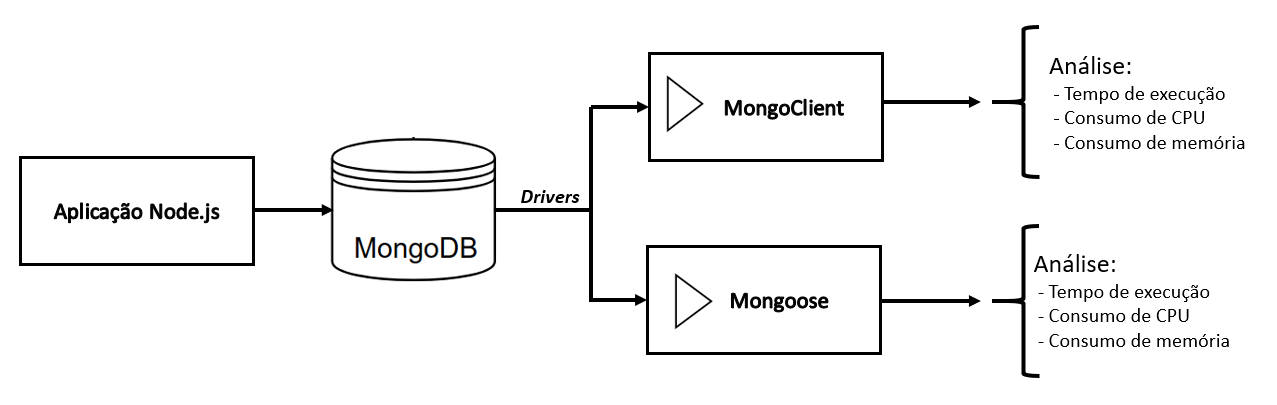 Aplicação Node.js
MongoDB
Drivers
MongoClient
Análise:
- Tempo de execução
- Consumo de CPU
- Consumo de memória
Mongoose
Análise:
- Tempo de execução
- Consumo de CPU
- Consumo de memória